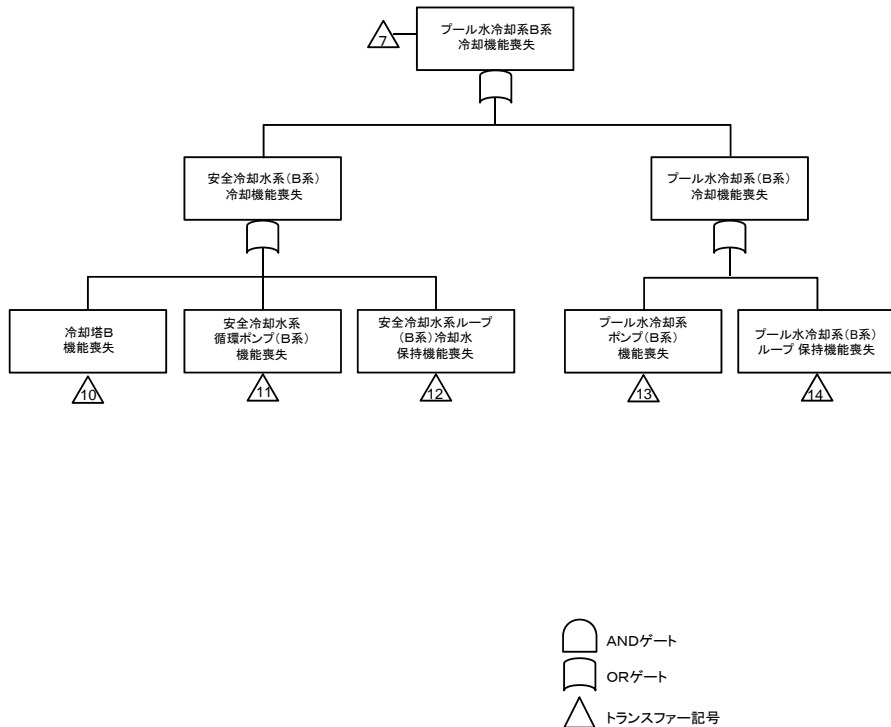 7
プール水冷却系B系
冷却機能喪失
安全冷却水系（B系）
冷却機能喪失
プール水冷却系（B系）
冷却機能喪失
冷却塔B
機能喪失
安全冷却水系
循環ポンプ（B系）
機能喪失
安全冷却水系ループ
（B系）冷却水
保持機能喪失
プール水冷却系
ポンプ（B系）
機能喪失
プール水冷却系（B系）
ループ 保持機能喪失
10
11
12
13
14
ANDゲート
ORゲート
トランスファー記号